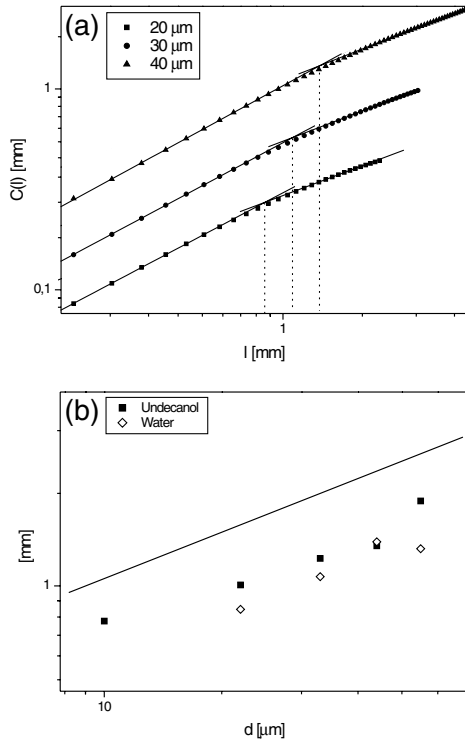 (a)
20 μm
30 μm
40 μm
C(l) [mm]
1
0,1
1
l [mm]
(b)
Undecanol
Water
[mm]
1
10
d [μm]